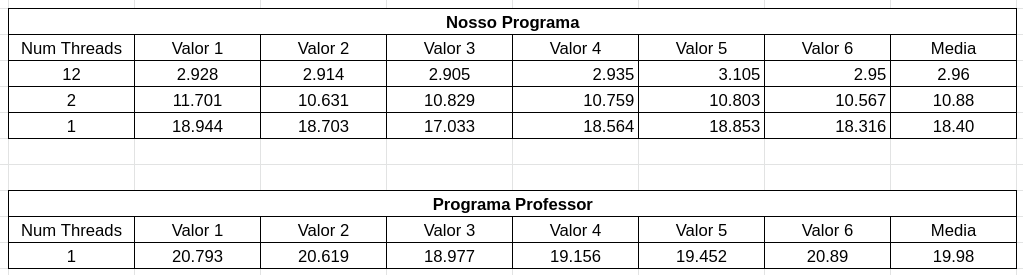 Nosso Programa
Num Threads Valor 1 Valor 2 Valor 3 Valor 4 Valor 5 Valor 6 Media
12 2.928 2.914 2.905 2.935 3.105 2.95 2.96
2 11.701 10.631 10.829 10.759 10.803 10.567 10.88
1 18.944 18.703 17.033 18.564 18.853 18.316 18.40
Programa Professor
Num Threads Valor 1 Valor 2 Valor 3 Valor 4 Valor 5 Valor 6 Media
1 20.793 20.619 18.977 19.156 19.452 20.89 19.98